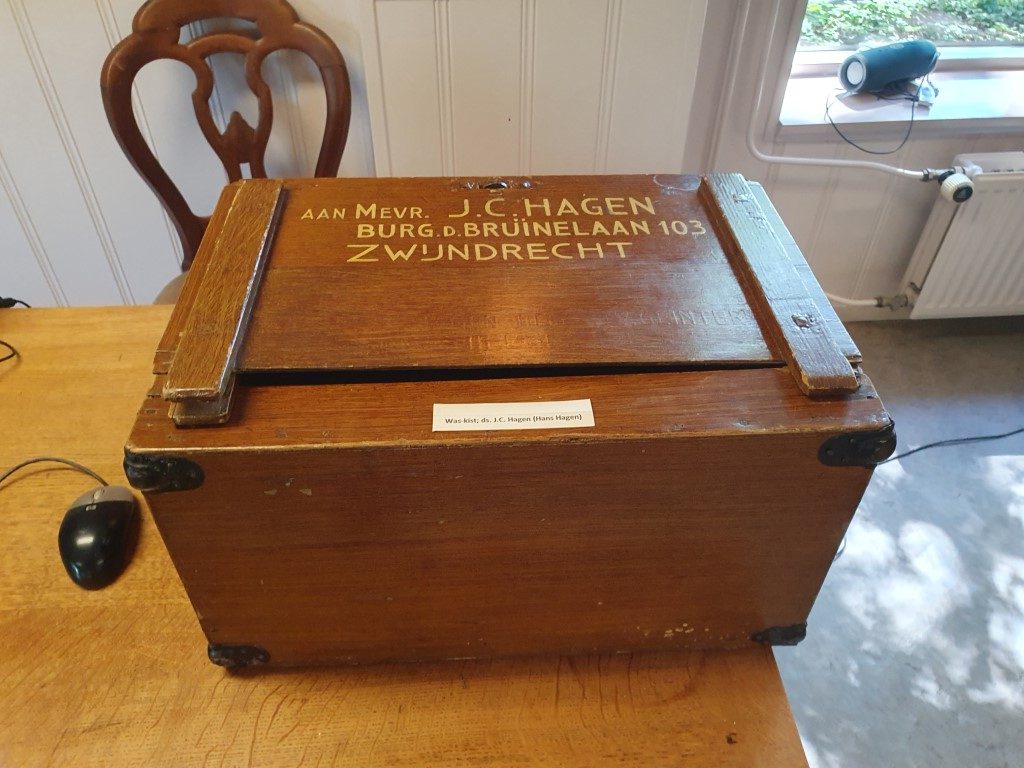 AAN MEVR. J.C. HAGEN
BURG. D. BRUINELAAN 103
ZWIJNDRECHT
Was-kist; ds. J.C. Hagen (Hans Hagen)